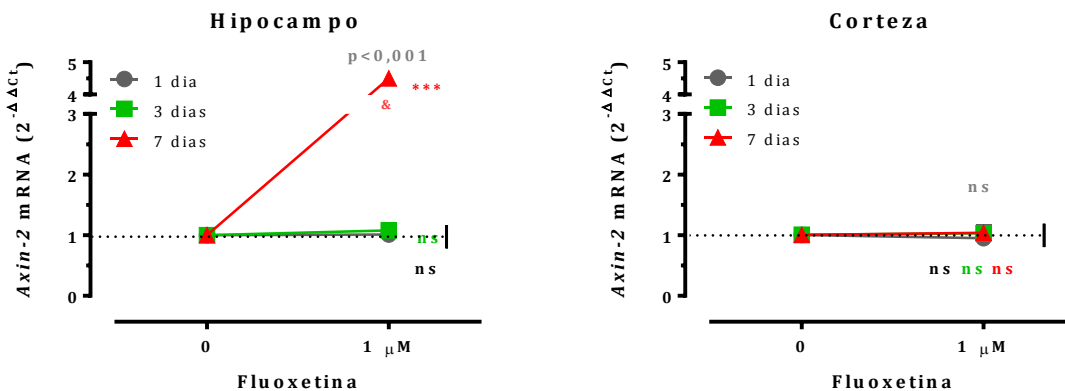 Hipocampo
p<0,001
***
&
1 dia
3 dias
7 dias
Axin-2 mRNA (2^-ΔΔCt)
5
4
3
2
1
0
ns
ns
0
1 μM
Fluoxetina
Corteza
1 dia
3 dias
7 dias
Axin-2 mRNA (2^-ΔΔCt)
5
4
3
2
1
0
ns
ns ns ns
0
1 μM
Fluoxetina